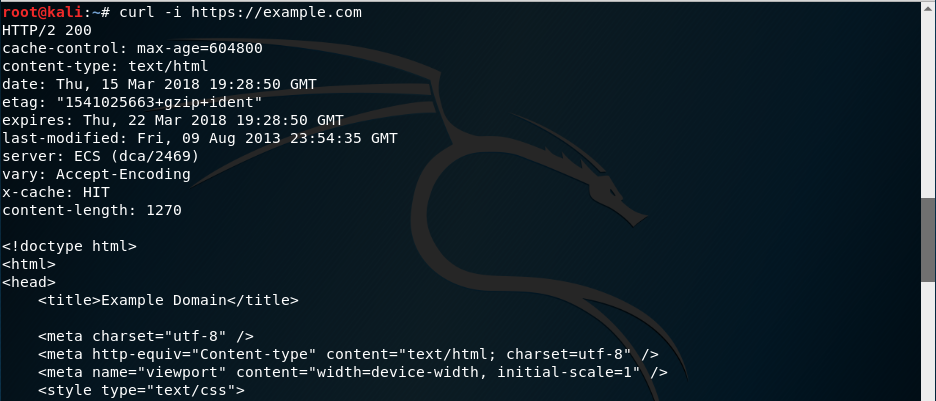 root@kali:~# curl -i https://example.com
HTTP/2 200
cache-control: max-age=604800
content-type: text/html
date: Thu, 15 Mar 2018 19:28:50 GMT
etag: "1541025663+gzip+ident"
expires: Thu, 22 Mar 2018 19:28:50 GMT
last-modified: Fri, 09 Aug 2013 23:54:35 GMT
server: ECS (dca/2469)
vary: Accept-Encoding
x-cache: HIT
content-length: 1270

<!doctype html>
<html>
<head>
    <title>Example Domain</title>

    <meta charset="utf-8" />
    <meta http-equiv="Content-type" content="text/html; charset=utf-8" />
    <meta name="viewport" content="width=device-width, initial-scale=1" />
    <style type="text/css">